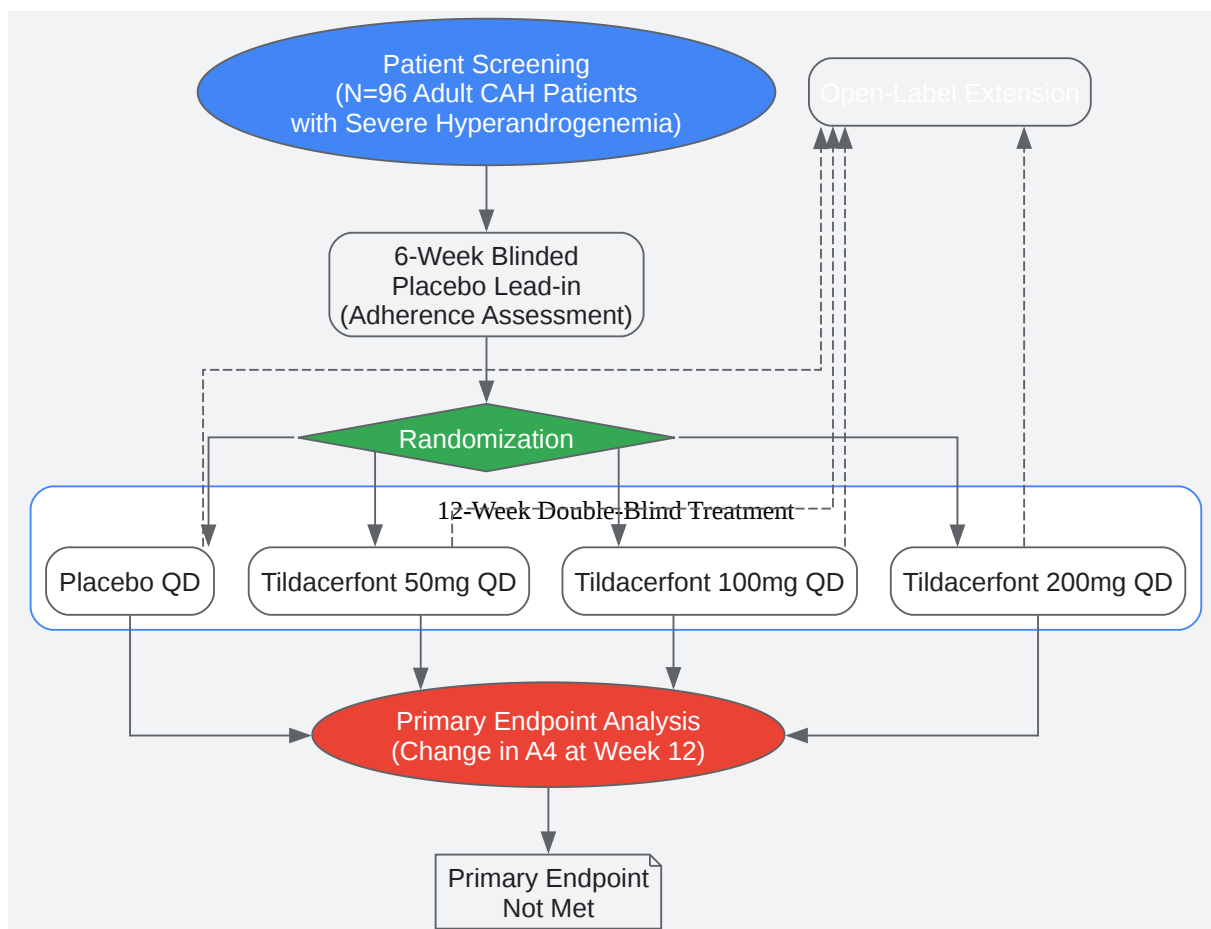 Patient Screening
(N=96 Adult CAH Patients
with Severe Hyperandrogenemia)
Open-Label Extension
6-Week Blinded
Placebo Lead-in
(Adherence Assessment)
Randomization
12-Week Double-Blind Treatment
Placebo QD
Tildacerfont 50mg QD
Tildacerfont 100mg QD
Tildacerfont 200mg QD
Primary Endpoint Analysis
(Change in A4 at Week 12)
Primary Endpoint
Not Met